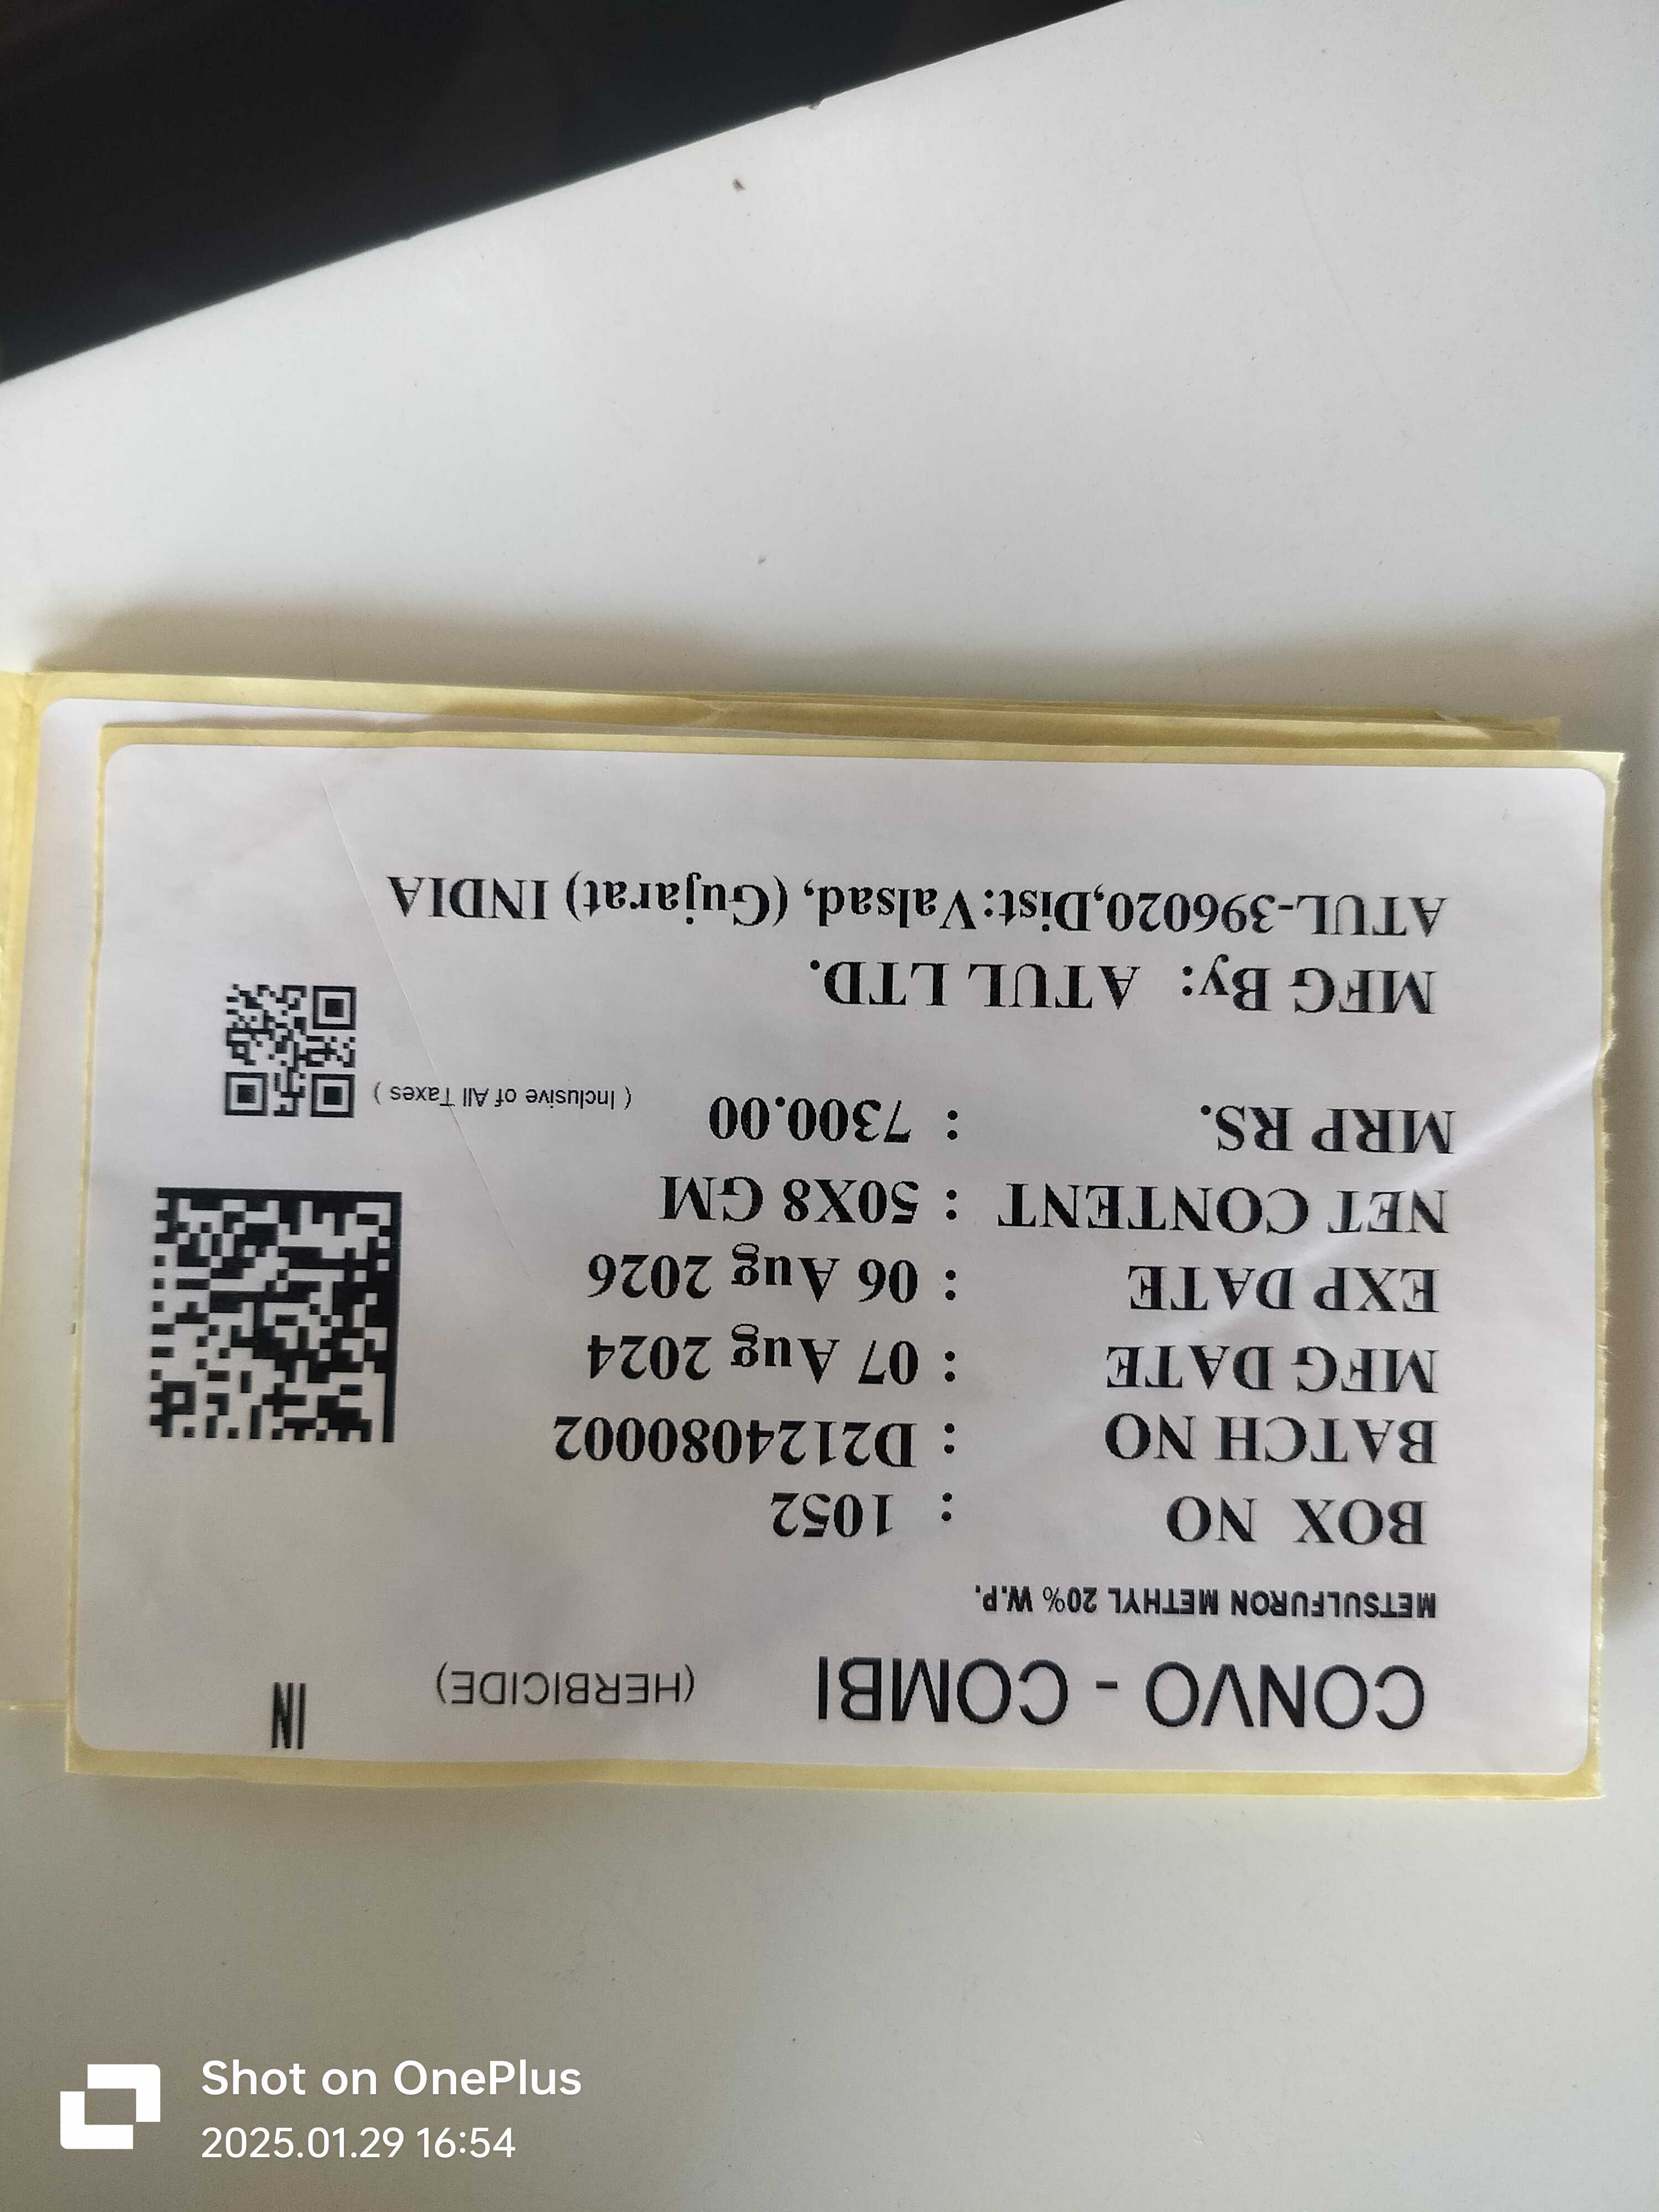 CONVO - COMBI (HERBICIDE) IN
METSULFURON METHYL 20% W.P.
BOX NO : 1052
BATCH NO : D2124080002
MFG DATE : 07 Aug 2024
EXP DATE : 06 Aug 2026
NET CONTENT : 50X8 GM
MRP RS. : 7300.00 ( Inclusive of All Taxes )
MFG By: ATUL LTD.
ATUL-396020,Dist:Valsad, (Gujarat) INDIA
Shot on OnePlus
2025.01.29 16:54